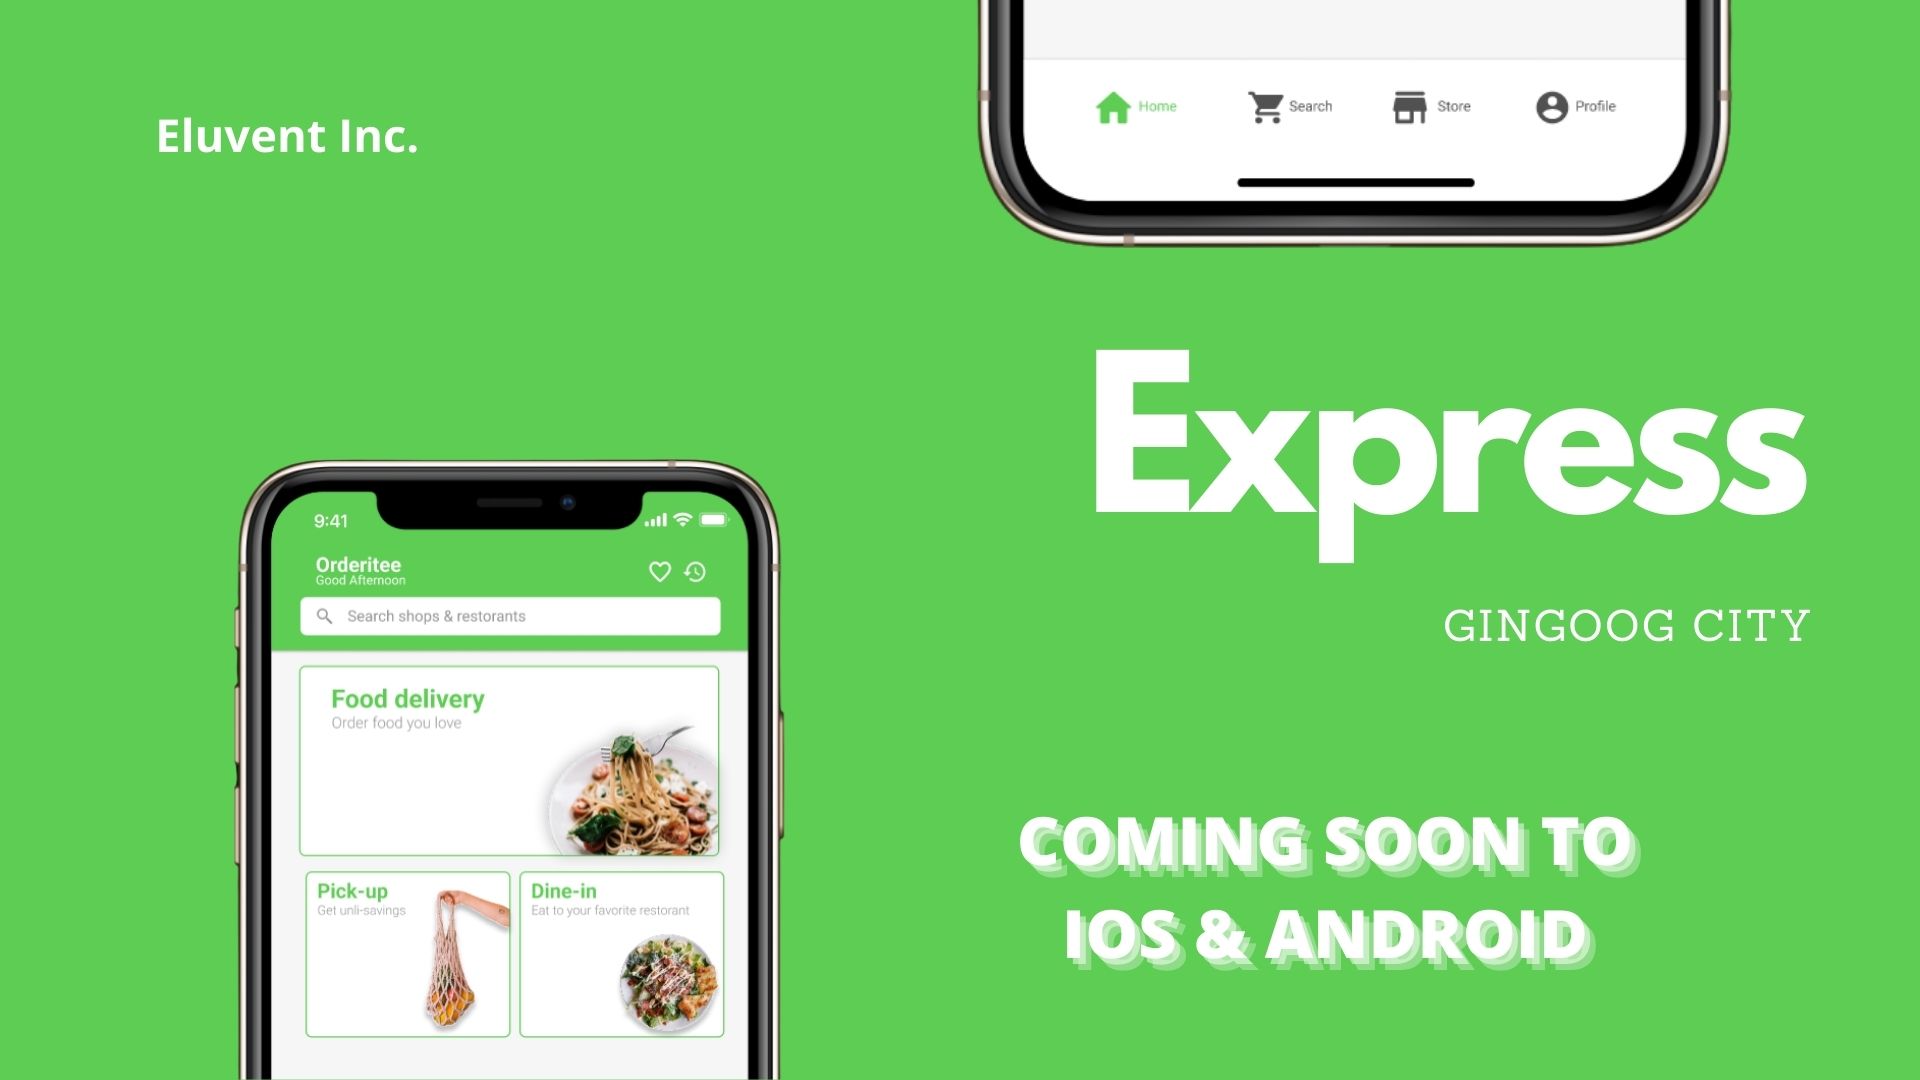 Eluvent Inc.
Home Search Store Profile
Express
GINGOOG CITY
9:41
Orderitee
Good Afternoon
Search shops & restorants
Food delivery
Order food you love
Pick-up
Get unli-savings
Dine-in
Eat to your favorite restorant
COMING SOON TO
IOS & ANDROID